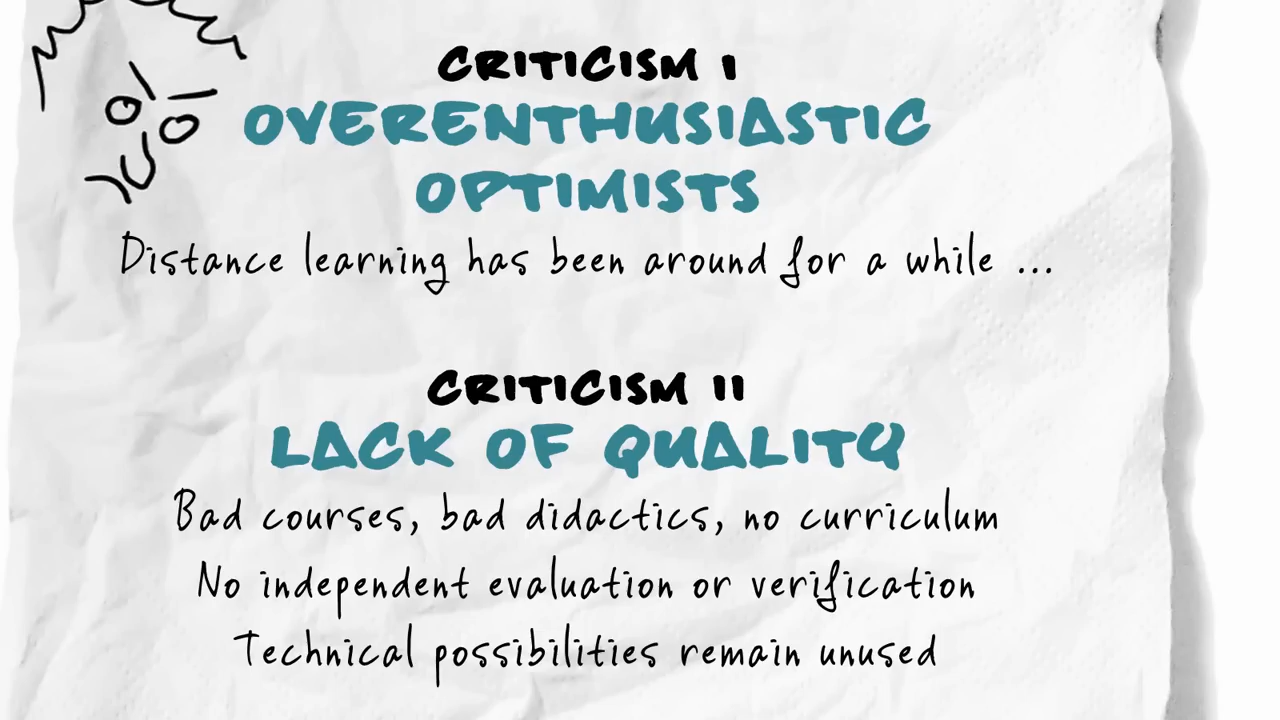 CRITICISM I
OVERENTHUSIASTIC
OPTIMISTS
Distance learning has been around for a while ...
CRITICISM II
LACK OF QUALITY
Bad courses, bad didactics, no curriculum
No independent evaluation or verification
Technical possibilities remain unused